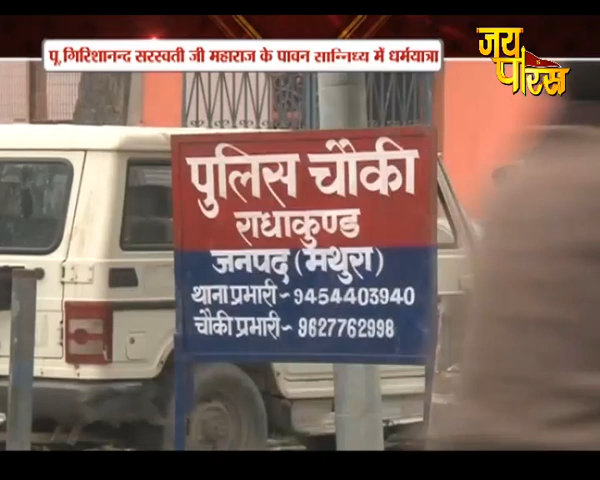 पू. गिरिशानन्द सरस्वती जी महाराज के पावन सान्निध्य में धर्मयात्रा
जय
पारस
पुलिस चौकी
राधाकुण्ड
जनपद (मथुरा)
थाना प्रभारी~9454403940
चौकी प्रभारी~ 9627762998